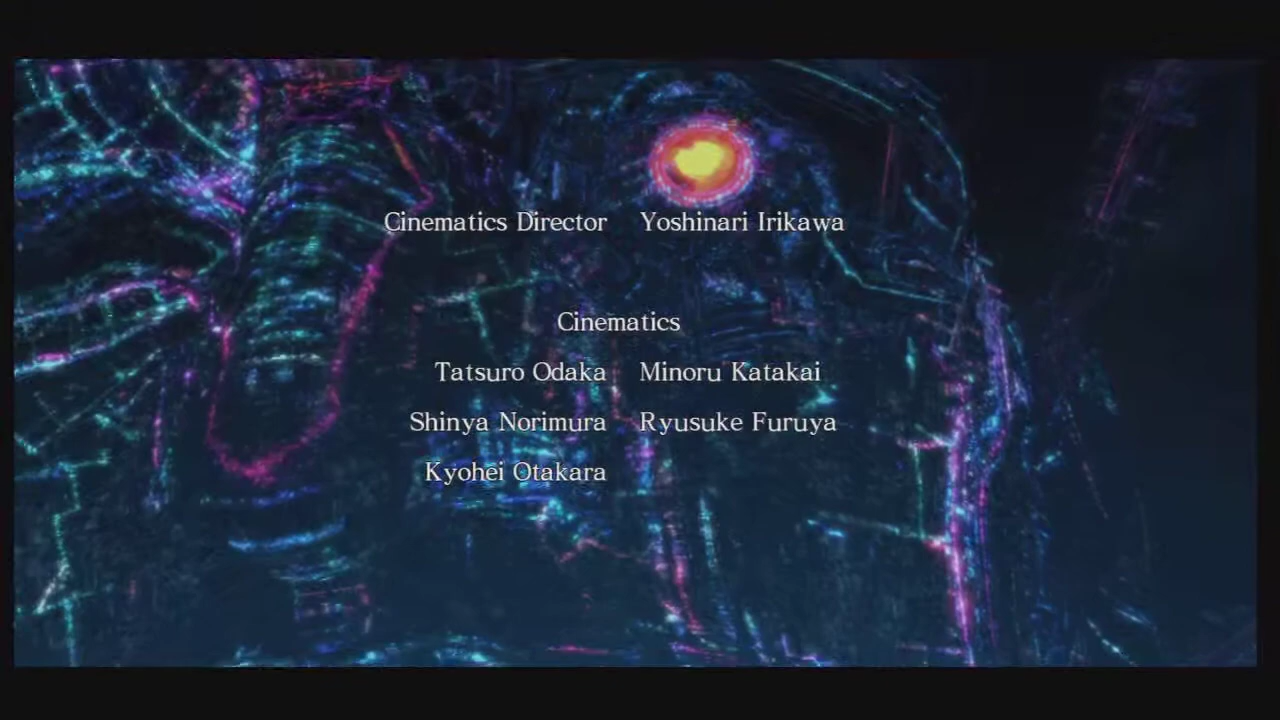 Cinematics Director Yoshinari Irikawa
Cinematics
Tatsuro Odaka Minoru Katakai
Shinya Norimura Ryusuke Furuya
Kyohei Otakara